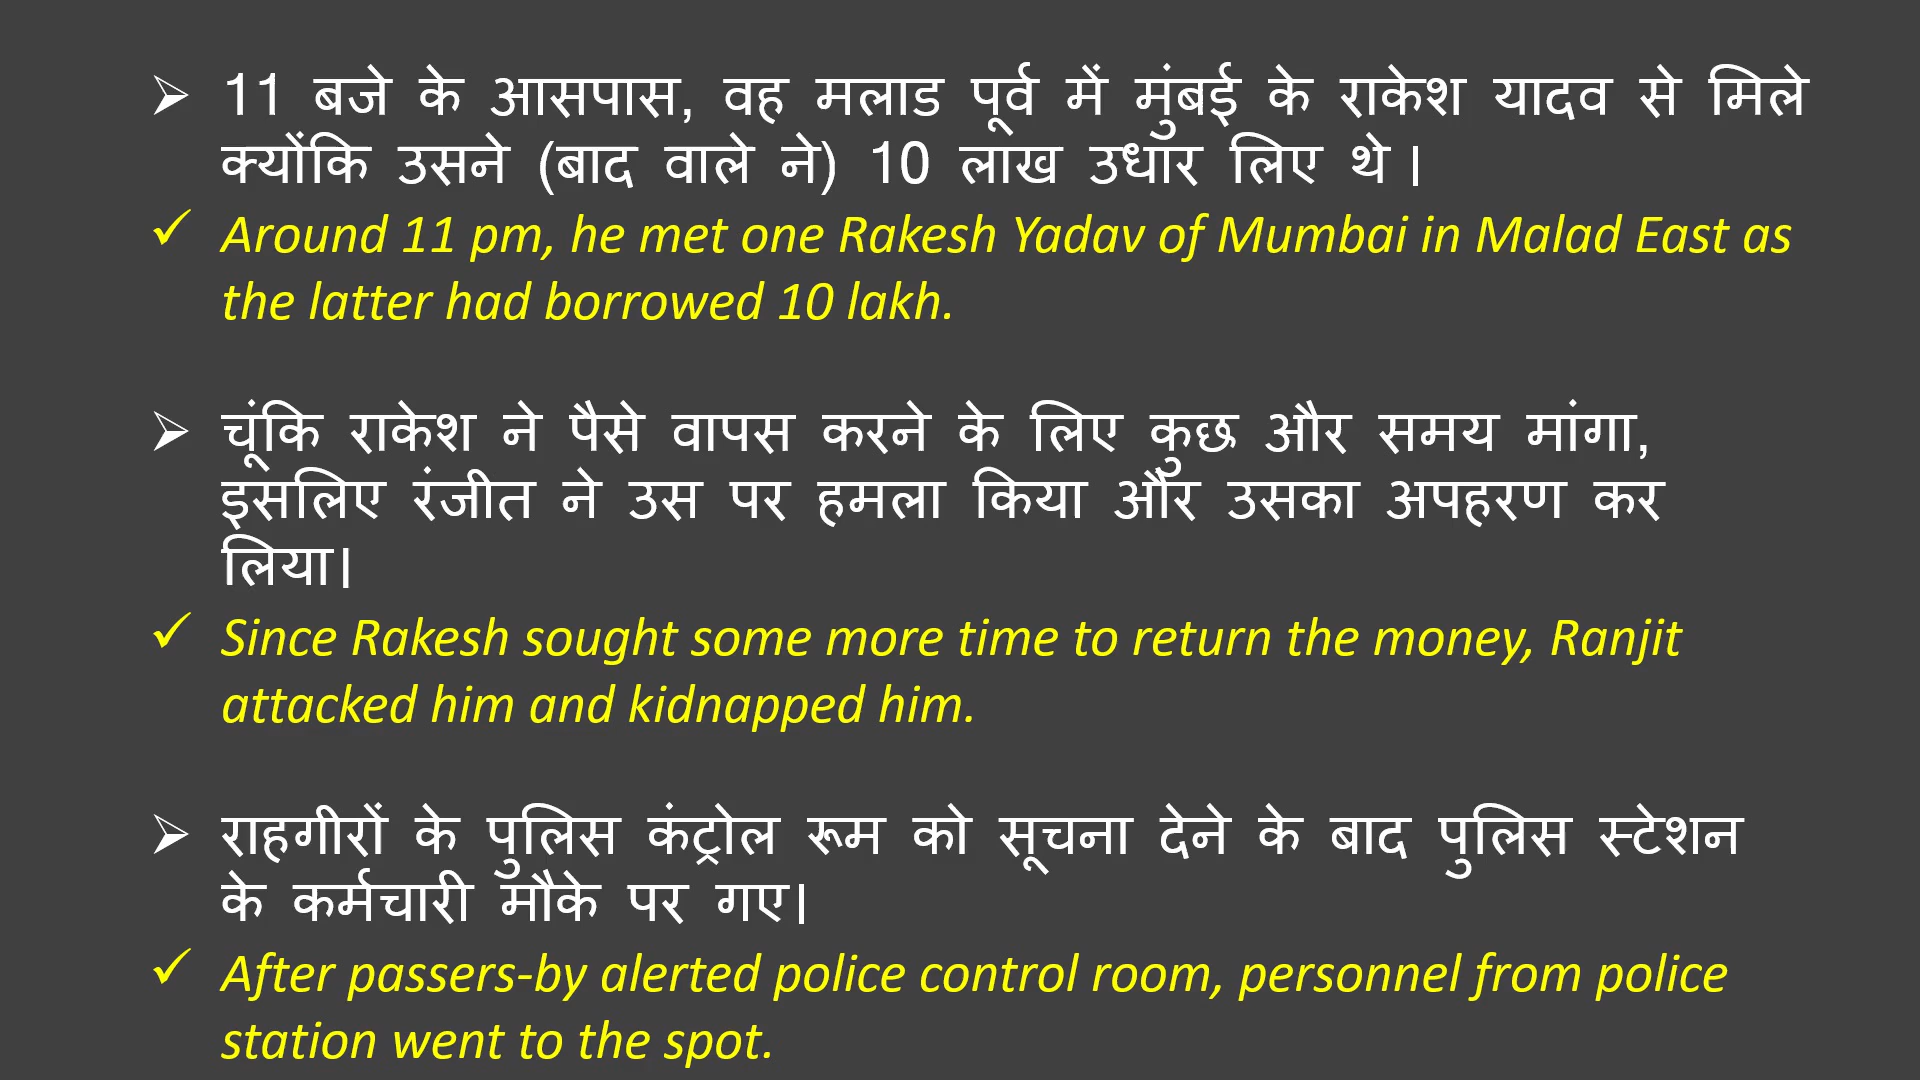 ➢ 11 बजे के आसपास, वह मलाड पूर्व में मुंबई के राकेश यादव से मिले
क्योंकि उसने (बाद वाले ने) 10 लाख उधार लिए थे ।
✓ Around 11 pm, he met one Rakesh Yadav of Mumbai in Malad East as
the latter had borrowed 10 lakh.
➢ चूंकि राकेश ने पैसे वापस करने के लिए कुछ और समय मांगा,
इसलिए रंजीत ने उस पर हमला किया और उसका अपहरण कर
लिया।
✓ Since Rakesh sought some more time to return the money, Ranjit
attacked him and kidnapped him.
➢ राहगीरों के पुलिस कंट्रोल रूम को सूचना देने के बाद पुलिस स्टेशन
के कर्मचारी मौके पर गए।
✓ After passers-by alerted police control room, personnel from police
station went to the spot.